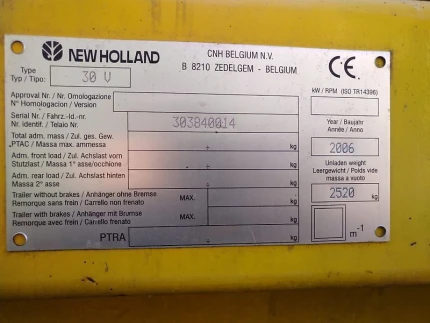 NEW HOLLAND
CNH BELGIUM N.V.
B 8210 ZEDELGEM - BELGIUM
CE
Type
Typ / Tipo:
30 V
kW / RPM (ISO TR14396)
Approval Nr. / Nr. Omologazione
N° Homologacion / Version
Serial Nr. / Fahrz.-Id.-nr.
Nr. identif. / Telaio Nr.
303840014
Year / Baujahr
Année / Anno
2006
Total adm. mass / Zul. ges. Gew.
PTAC / Massa max. ammessa
- kg
Adm. front load / Zul. Achslast vorn
Stutzlast / Massa 1° asse/occhione
- kg
Unladen weight
Leergewicht / Poids vide
massa a vuoto
2520 kg
Adm. rear load / Zul. Achslast hinten
Massa 2° asse
- kg
Trailer without brakes / Anhänger ohne Bremse
Remorque sans frein / Carrello non frenato
MAX. - kg
Trailer with brakes / Anhänger mit Bremse
Remorque avec frein / Carrello frenato
MAX. - kg
PTRA - kg
m-1